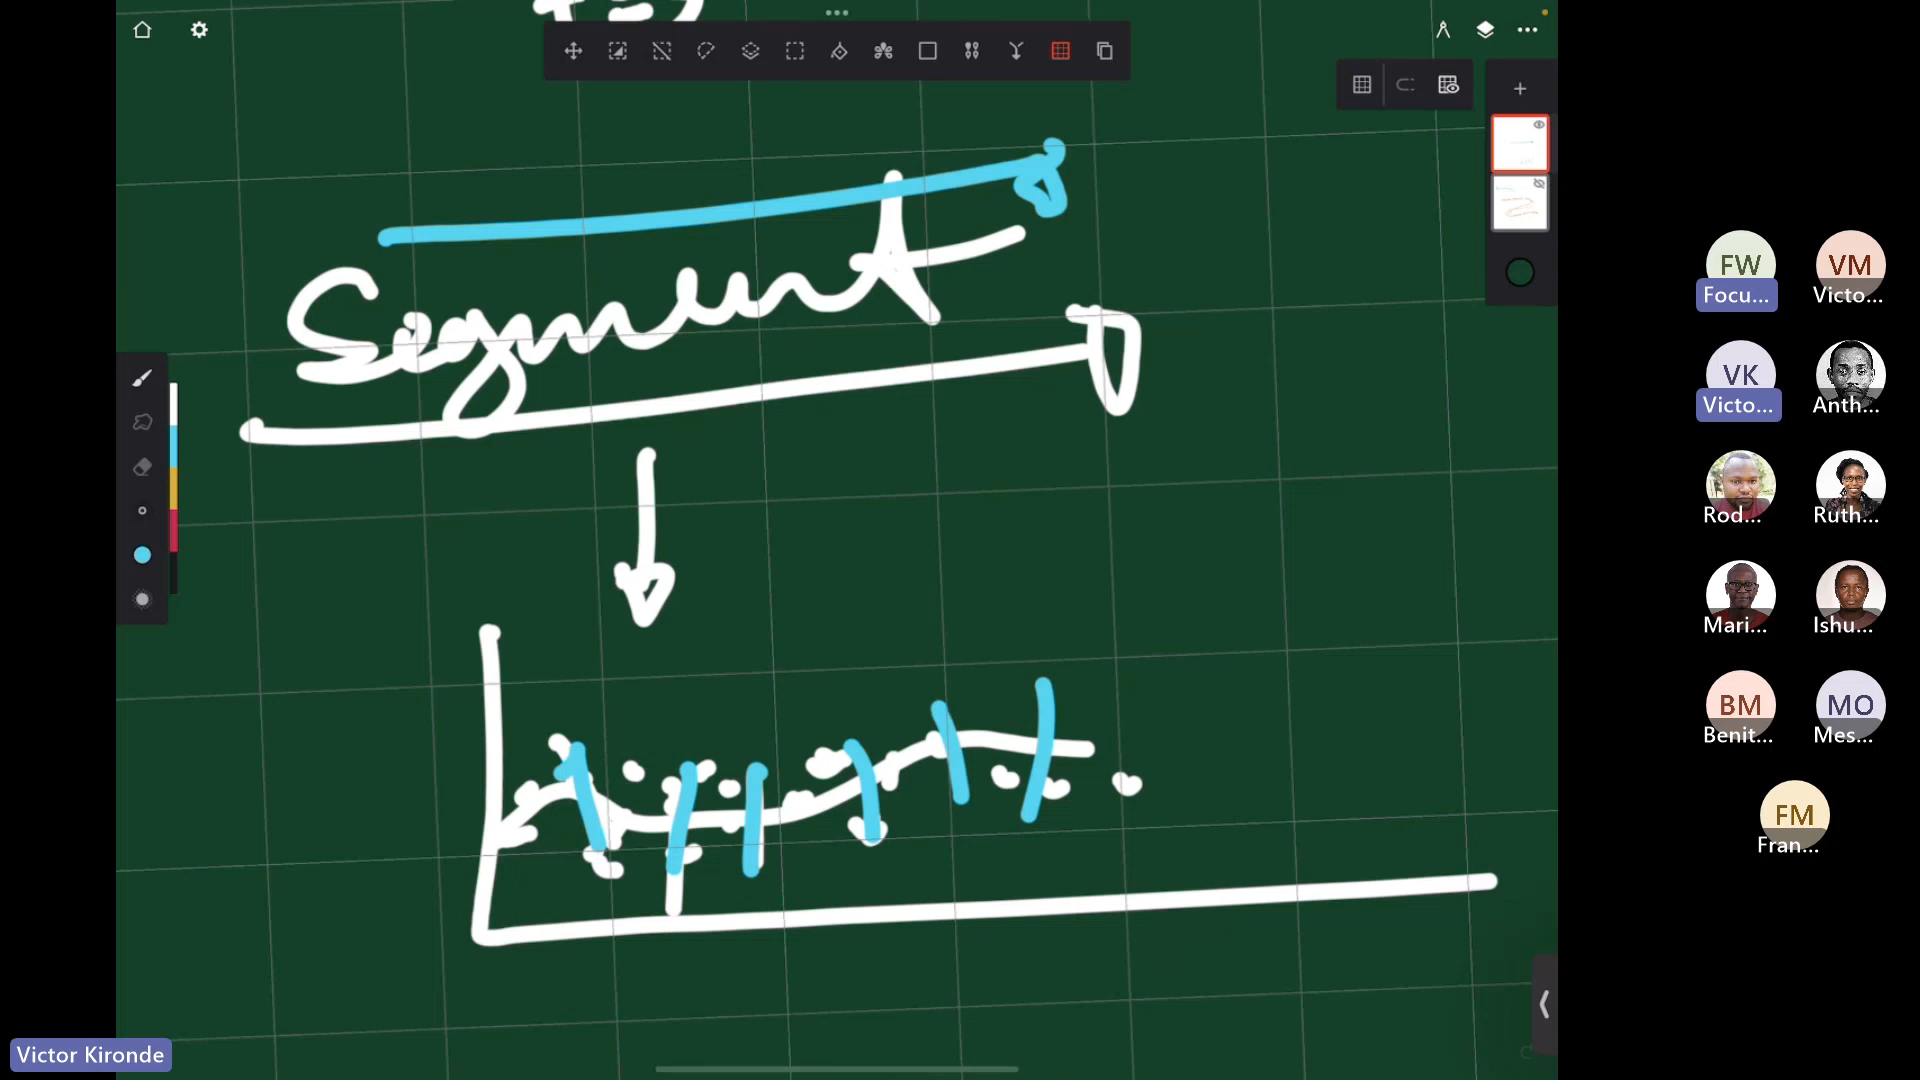 Segment
FW
Focu...
VM
Victo...
VK
Victo...
Anth...
Rod...
Ruth...
Mari...
Ishu...
BM
Benit...
MO
Mes...
FM
Fran...
Victor Kironde